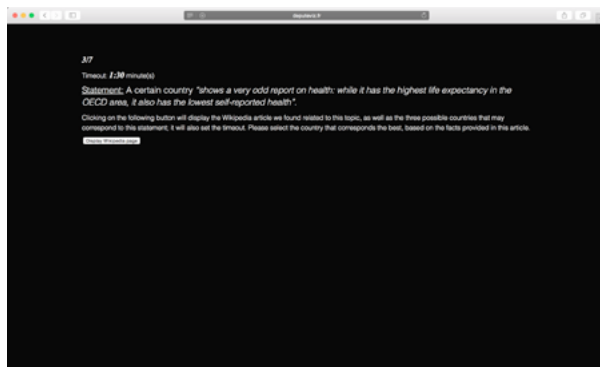 deputeviz.fr
3/7
Timeout: 1:30 minute(s)
Statement: A certain country "shows a very odd report on health: while it has the highest life expectancy in the
OECD area, it also has the lowest self-reported health".
Clicking on the following button will display the Wikipedia article we found related to this topic, as well as the three possible countries that may
correspond to this statement; it will also set the timeout. Please select the country that corresponds the best, based on the facts provided in this article.
Display Wikipedia page